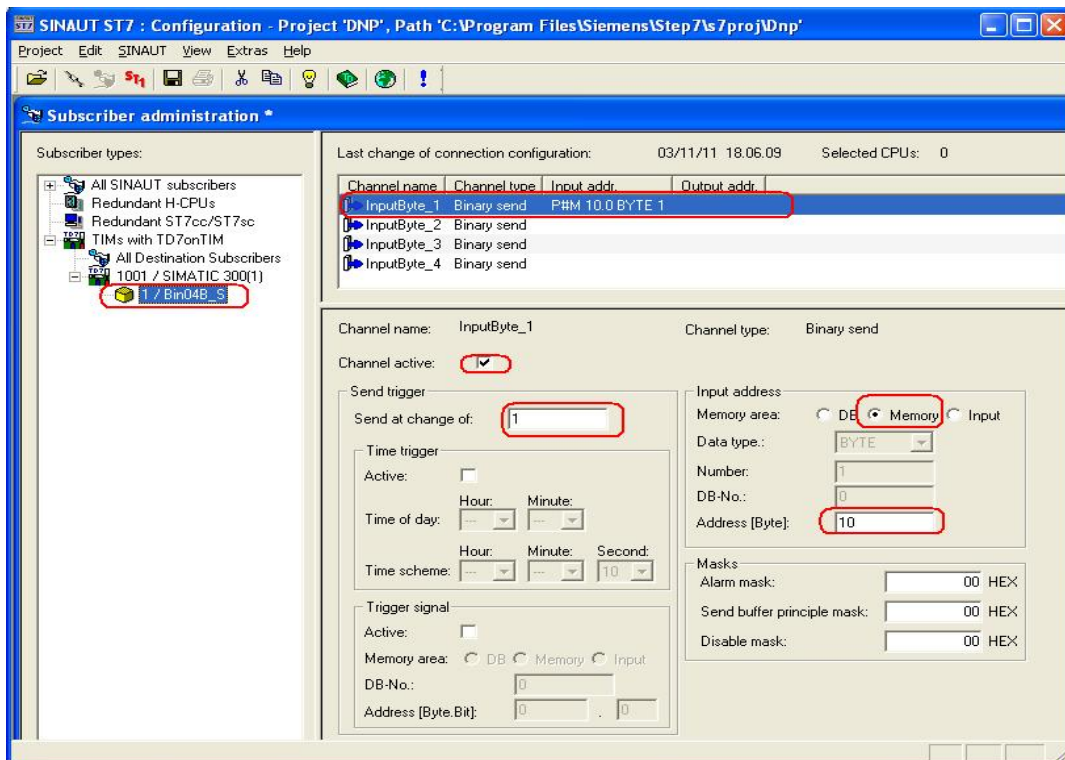 SINAUT ST7 : Configuration - Project 'DNP', Path 'C:\Program Files\Siemens\Step7\s7proj\Dnp'
Project Edit SINAUT View Extras Help
ST1
Subscriber administration *
Subscriber types:
All SINAUT subscribers
Redundant H-CPUs
Redundant ST7cc/ST7sc
TIMs with TD7onTIM
All Destination Subscribers
1001 / SIMATIC 300(1)
1 / Bin04B_S
Last change of connection configuration: 03/11/11 18.06.09 Selected CPUs: 0
Channel name Channel type Input addr. Output addr.
InputByte_1 Binary send P#M 10.0 BYTE 1
InputByte_2 Binary send
InputByte_3 Binary send
InputByte_4 Binary send
Channel name: InputByte_1 Channel type: Binary send
Channel active:
Send trigger
Send at change of: 1
Time trigger
Active:
Hour: Minute:
Time of day: --- ---
Hour: Minute: Second:
Time scheme: --- --- 10
Trigger signal
Active:
Memory area: DB Memory Input
DB-No.: 0
Address [Byte.Bit]: 0 . 0
Input address
Memory area: DB Memory Input
Data type.: BYTE
Number: 1
DB-No.: 0
Address [Byte]: 10
Masks
Alarm mask: 00 HEX
Send buffer principle mask: 00 HEX
Disable mask: 00 HEX